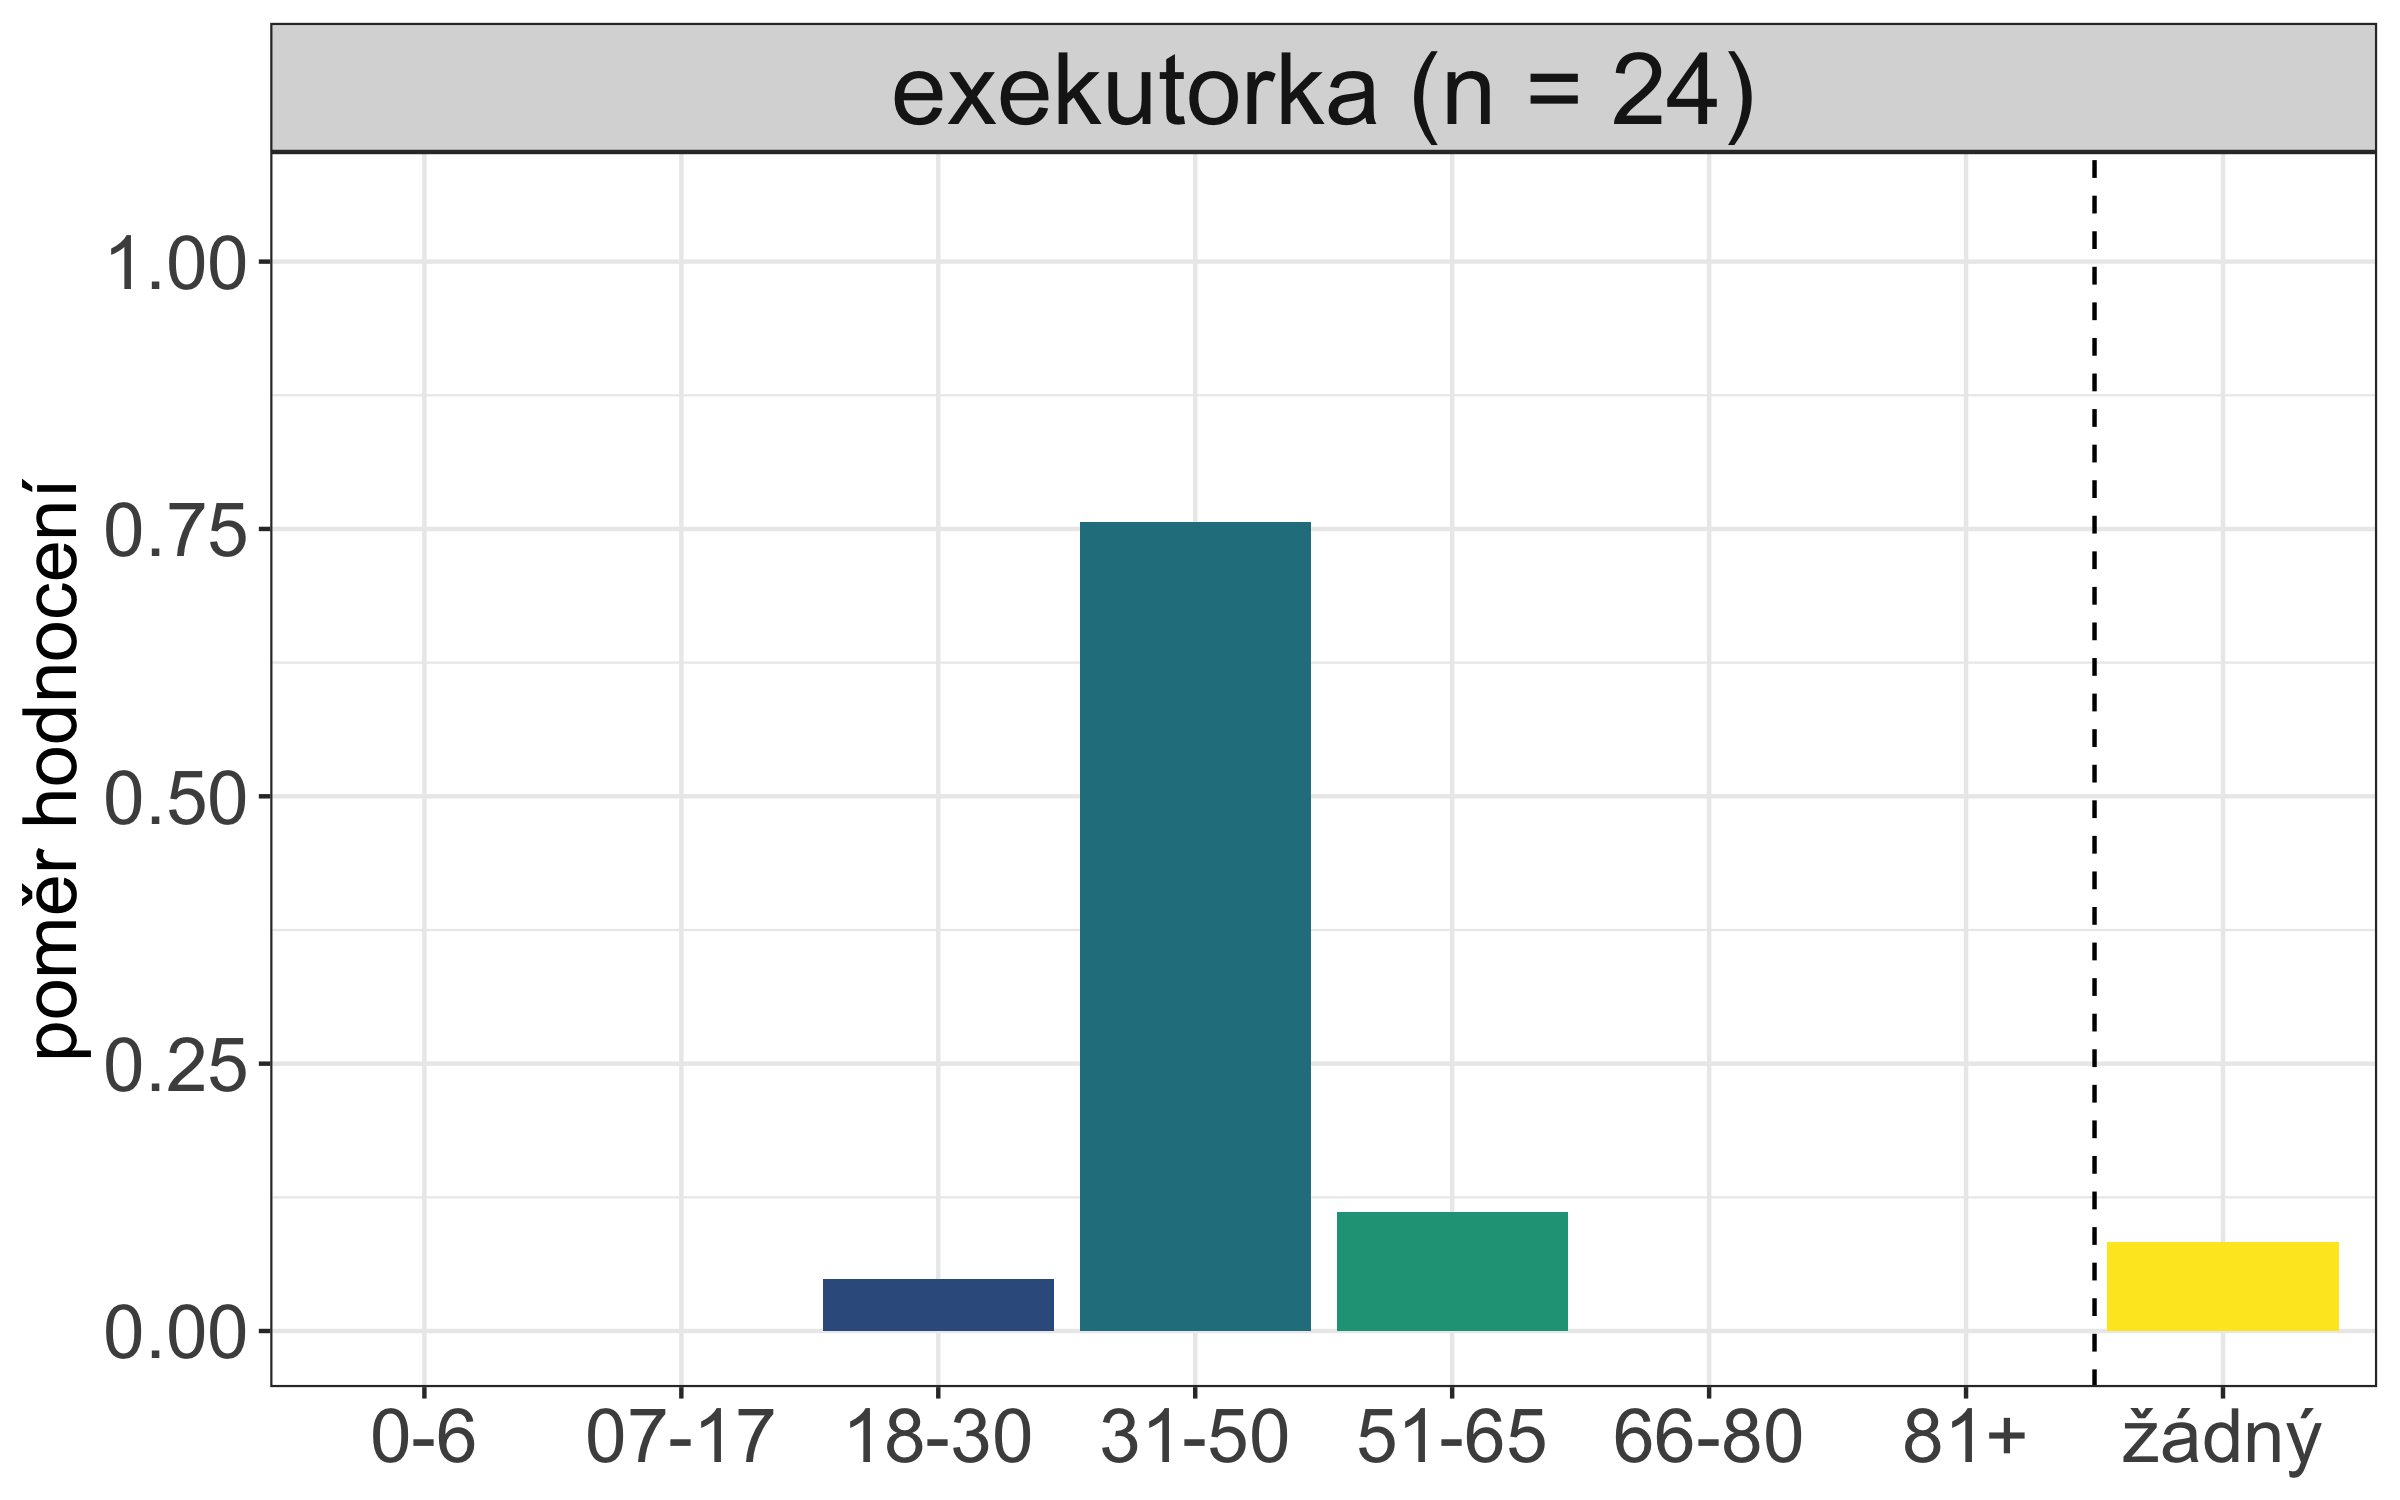 exekutorka (n = 24)
poměr hodnocení
1.00
0.75
0.50
0.25
0.00
0-6 07-17 18-30 31-50 51-65 66-80 81+ žádný